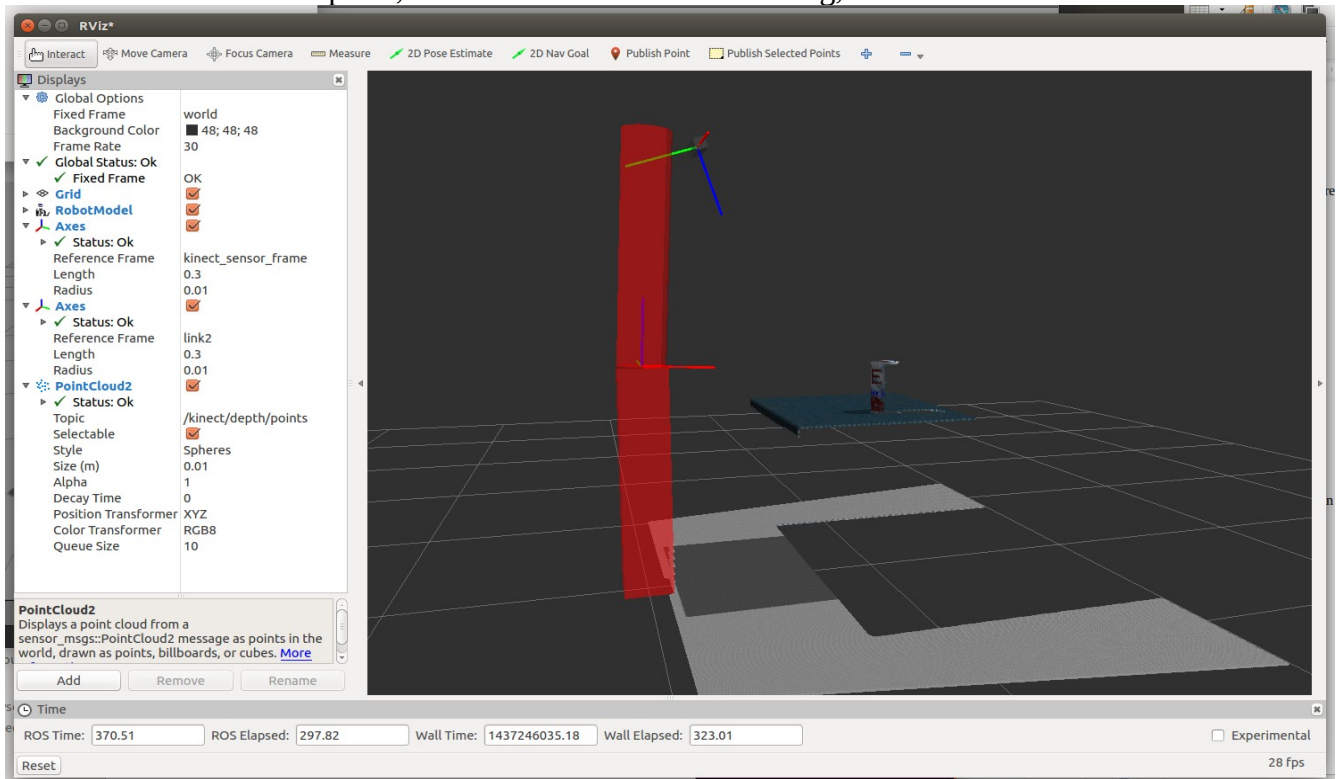 RViz*
Interact Move Camera Focus Camera Measure 2D Pose Estimate 2D Nav Goal Publish Point Publish Selected Points
Displays
Global Options
Fixed Frame world
Background Color 48; 48; 48
Frame Rate 30
Global Status: Ok
Fixed Frame OK
Grid
RobotModel
Axes
Status: Ok
Reference Frame kinect_sensor_frame
Length 0.3
Radius 0.01
Axes
Status: Ok
Reference Frame link2
Length 0.3
Radius 0.01
PointCloud2
Status: Ok
Topic /kinect/depth/points
Selectable
Style Spheres
Size (m) 0.01
Alpha 1
Decay Time 0
Position Transformer XYZ
Color Transformer RGB8
Queue Size 10
PointCloud2
Displays a point cloud from a
sensor_msgs::PointCloud2 message as points in the
world, drawn as points, billboards, or cubes. More
Add Remove Rename
Time
ROS Time: 370.51 ROS Elapsed: 297.82 Wall Time: 1437246035.18 Wall Elapsed: 323.01 Experimental
Reset 28 fps